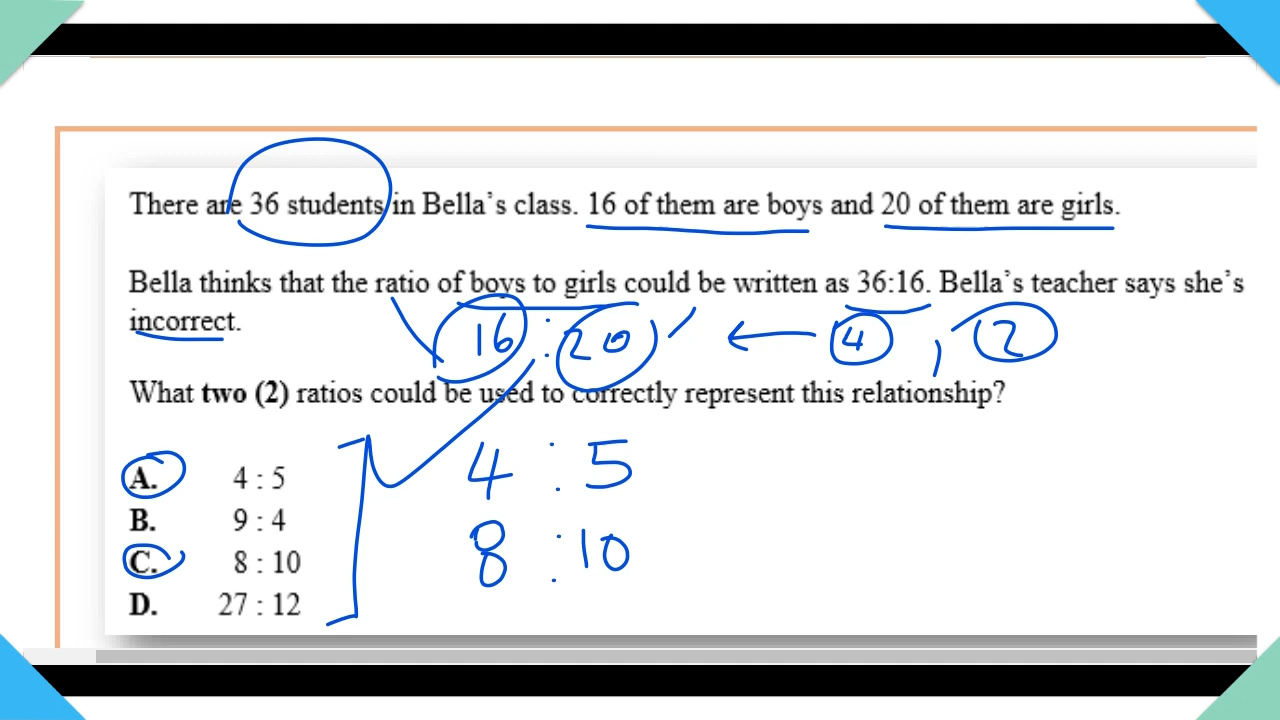 There are 36 students in Bella's class. 16 of them are boys and 20 of them are girls.
Bella thinks that the ratio of boys to girls could be written as 36:16. Bella's teacher says she's
incorrect.
16 : 20 ← 4 , 2
What two (2) ratios could be used to correctly represent this relationship?
4 : 5
A. 4 : 5
B. 9 : 4
8 : 10
C. 8 : 10
D. 27 : 12